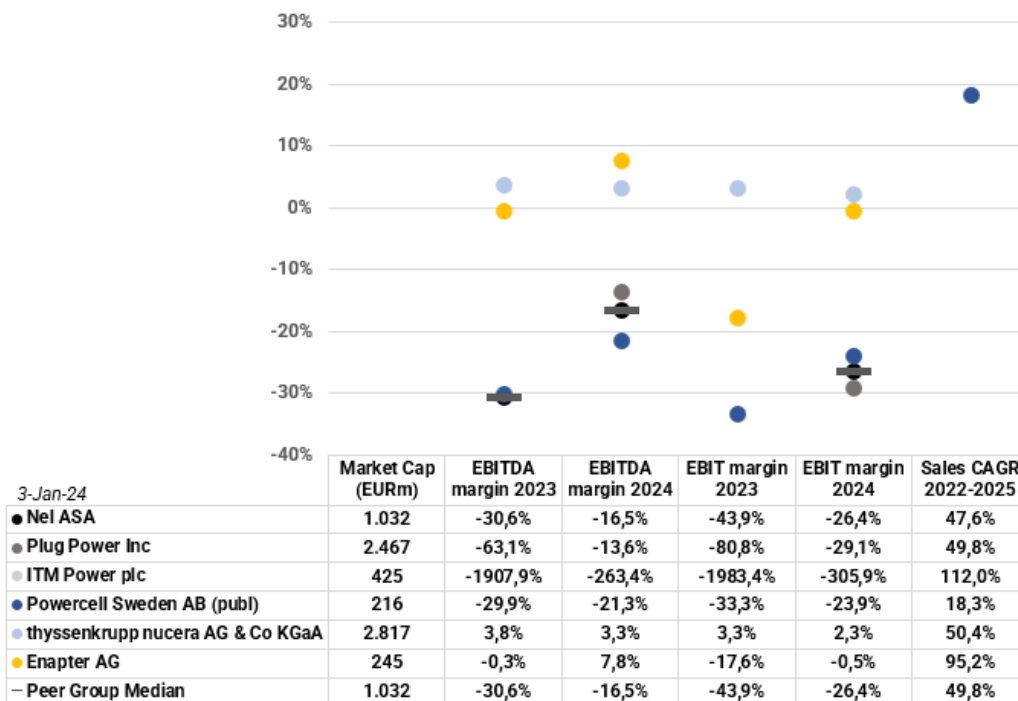 30%
20%
10%
0%
-10%
-20%
-30%
-40%
3-Jan-24 Market Cap (EURm) EBITDA margin 2023 EBITDA margin 2024 EBIT margin 2023 EBIT margin 2024 Sales CAGR 2022-2025
Nel ASA 1.032 -30,6% -16,5% -43,9% -26,4% 47,6%
Plug Power Inc 2.467 -63,1% -13,6% -80,8% -29,1% 49,8%
ITM Power plc 425 -1907,9% -263,4% -1983,4% -305,9% 112,0%
Powercell Sweden AB (publ) 216 -29,9% -21,3% -33,3% -23,9% 18,3%
thyssenkrupp nucera AG & Co KGaA 2.817 3,8% 3,3% 3,3% 2,3% 50,4%
Enapter AG 245 -0,3% 7,8% -17,6% -0,5% 95,2%
Peer Group Median 1.032 -30,6% -16,5% -43,9% -26,4% 49,8%